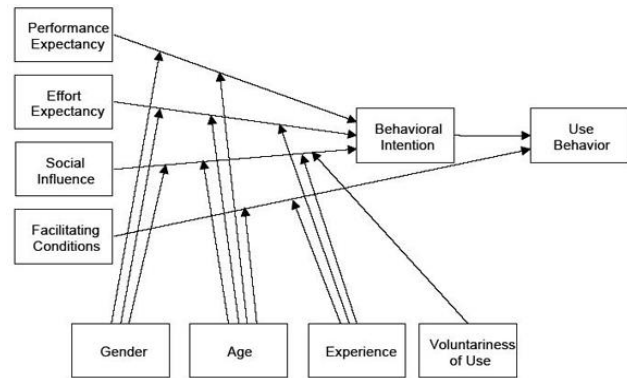 Performance
Expectancy
Effort
Expectancy
Social
Influence
Facilitating
Conditions
Behavioral
Intention
Use
Behavior
Gender
Age
Experience
Voluntariness
of Use